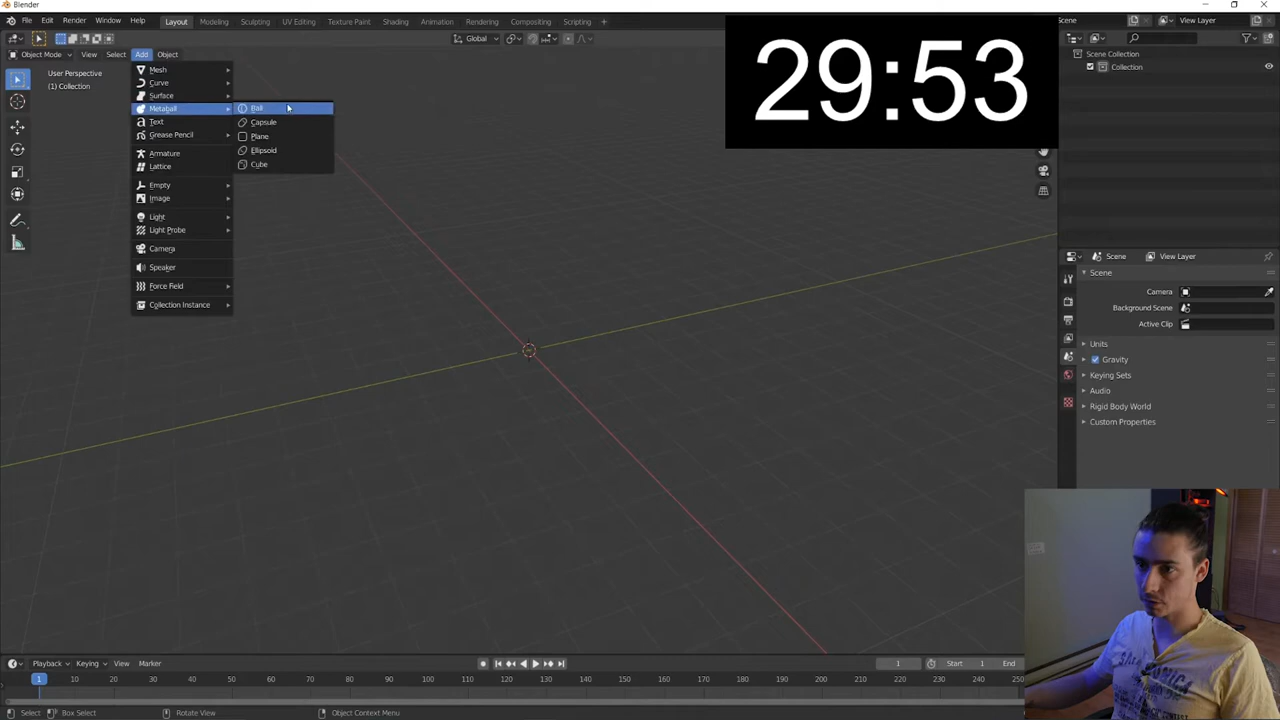 Blender
File Edit Render Window Help Layout Modeling Sculpting UV Editing Texture Paint Shading Animation Rendering Compositing Scripting + Scene View Layer
Global
29:53
Object Mode View Select Add Object
Scene Collection
Collection
User Perspective
(1) Collection
Mesh
Curve
Surface
Metaball
Text
Grease Pencil
Armature
Lattice
Empty
Image
Light
Light Probe
Camera
Speaker
Force Field
Collection Instance
Ball
Capsule
Plane
Ellipsoid
Cube
Scene View Layer
Scene
Camera
Background Scene
Active Clip
Units
Gravity
Keying Sets
Audio
Rigid Body World
Custom Properties
Playback Keying View Marker 1 Start 1 End
1 10 20 30 40 50 60 70 80 90 100 110 120 130 140 150 160 170 180 190 200 210 220 230 240 250
Select Box Select Rotate View Object Context Menu